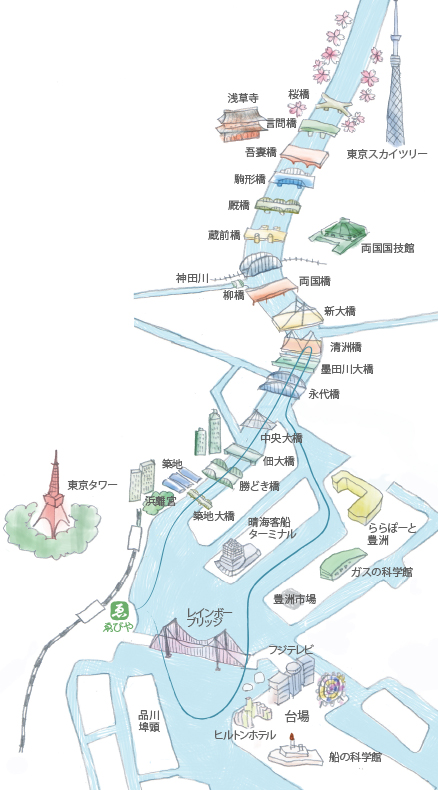 桜橋
浅草寺
言問橋
吾妻橋
東京スカイツリー
駒形橋
厩橋
蔵前橋
両国国技館
神田川
両国橋
柳橋
新大橋
清洲橋
墨田川大橋
永代橋
中央大橋
佃大橋
築地
勝どき橋
東京タワー
浜離宮
築地大橋
晴海客船
ターミナル
ららぽーと
豊洲
ガスの科学館
豊洲市場
ゑ
ゑびや
レインボー
ブリッジ
フジテレビ
品川
埠頭
台場
ヒルトンホテル
船の科学館